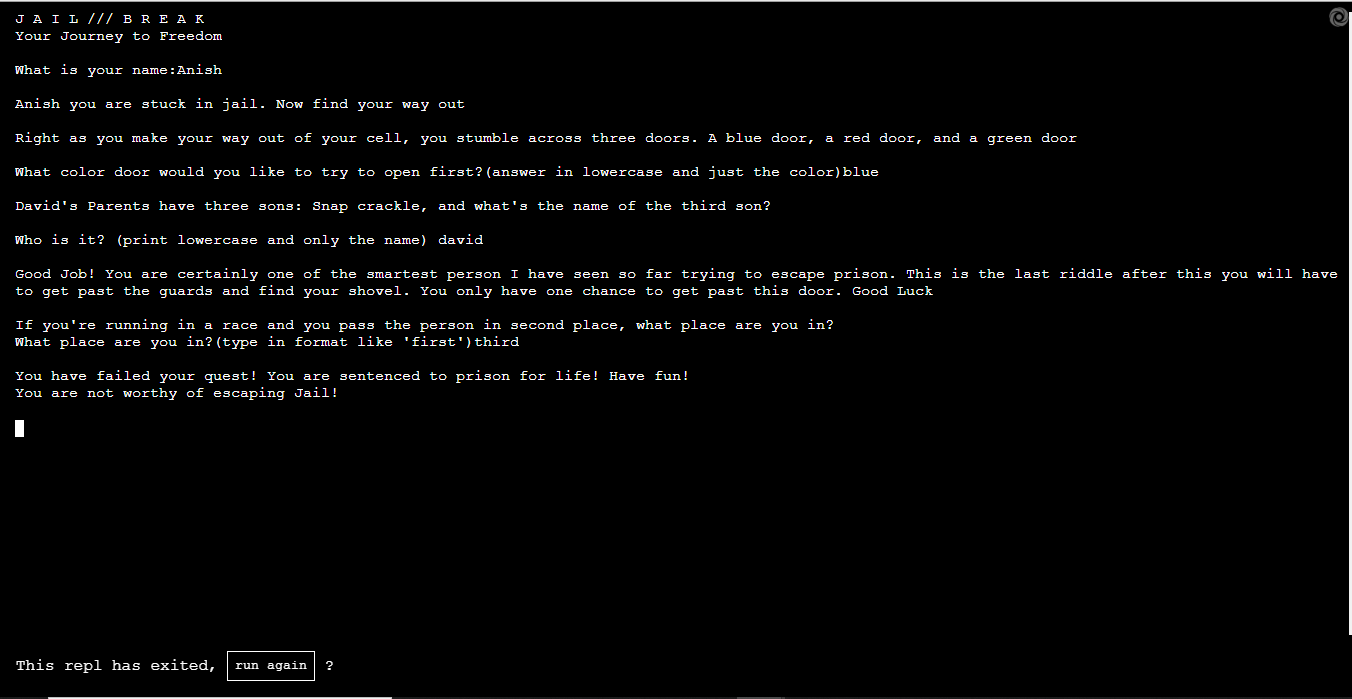 J A I L /// B R E A K
Your Journey to Freedom
What is your name:Anish
Anish you are stuck in jail. Now find your way out
Right as you make your way out of your cell, you stumble across three doors. A blue door, a red door, and a green door
What color door would you like to try to open first?(answer in lowercase and just the color)blue
David's Parents have three sons: Snap crackle, and what's the name of the third son?
Who is it? (print lowercase and only the name) david
Good Job! You are certainly one of the smartest person I have seen so far trying to escape prison. This is the last riddle after this you will have
to get past the guards and find your shovel. You only have one chance to get past this door. Good Luck
If you're running in a race and you pass the person in second place, what place are you in?
What place are you in?(type in format like 'first')third
You have failed your quest! You are sentenced to prison for life! Have fun!
You are not worthy of escaping Jail!
This repl has exited, run again ?